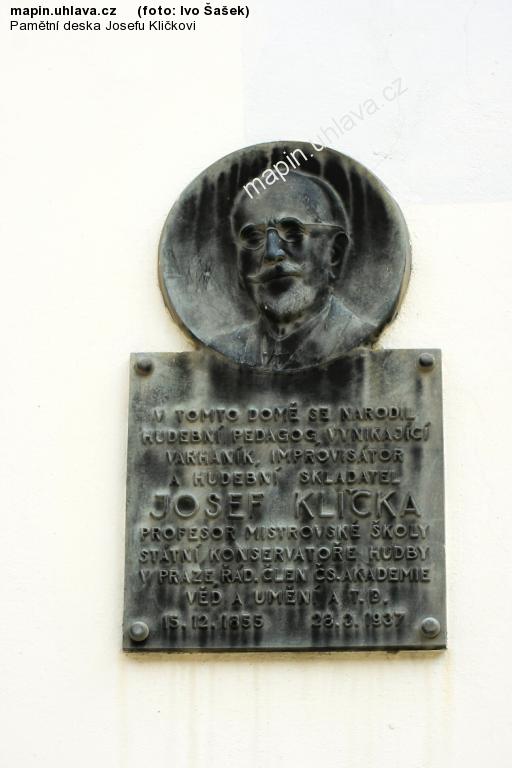 mapin.uhlava.cz (foto: Ivo Šašek)
Pamětní deska Josefu Kličkovi
mapin.uhlava.cz
V TOMTO DOMĚ SE NARODIL
HUDEBNÍ PEDAGOG, VYNIKAJÍCÍ
VARHANÍK, IMPROVISÁTOR
A HUDEBNÍ SKLADATEL
JOSEF KLIČKA
PROFESOR MISTROVSKÉ ŠKOLY
STÁTNÍ KONSERVATOŘE HUDBY
V PRAZE, ŘÁD. ČLEN ČS. AKADEMIE
VĚD A UMĚNÍ A T. D.
15. 12. 1855 28. 3. 1937